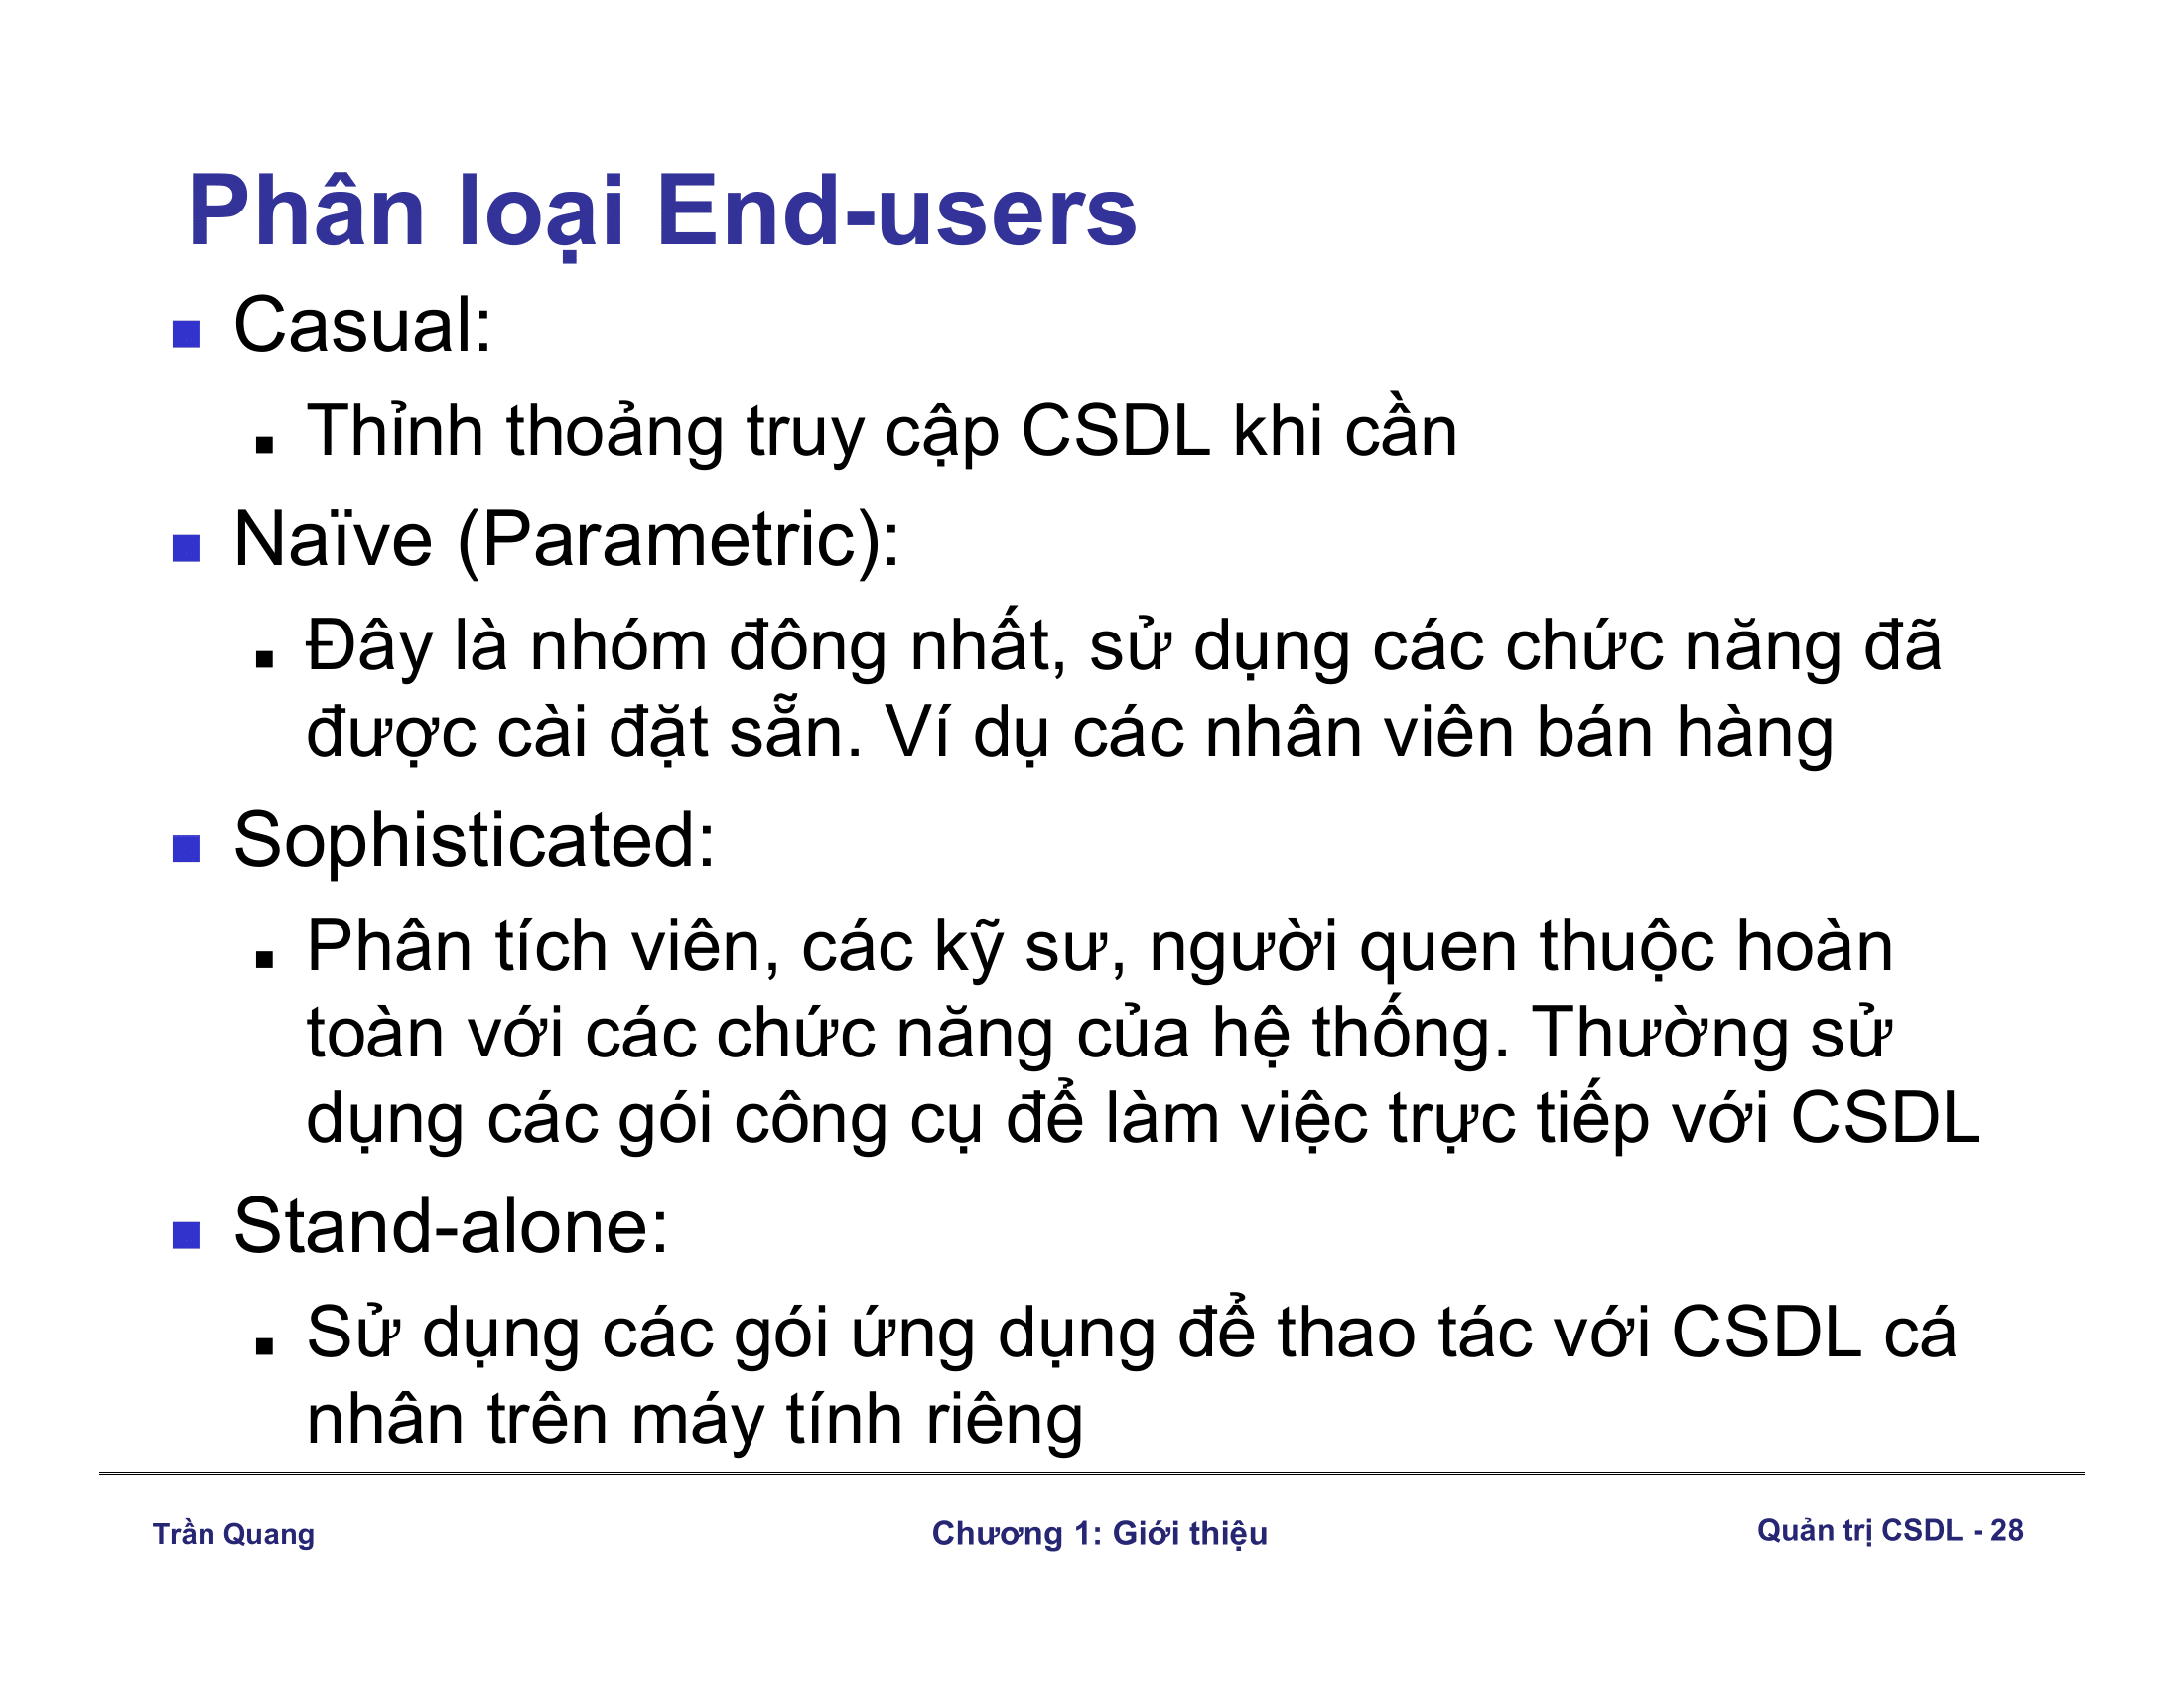 Phân loại End-users
Casual:
Thỉnh thoảng truy cập CSDL khi cần
Naïve (Parametric):
Đây là nhóm đông nhất, sử dụng các chức năng đã
được cài đặt sẵn. Ví dụ các nhân viên bán hàng
Sophisticated:
Phân tích viên, các kỹ sư, người quen thuộc hoàn
toàn với các chức năng của hệ thống. Thường sử
dụng các gói công cụ để làm việc trực tiếp với CSDL
Stand-alone:
Sử dụng các gói ứng dụng để thao tác với CSDL cá
nhân trên máy tính riêng
Trần Quang
Chương 1: Giới thiệu
Quản trị CSDL - 28